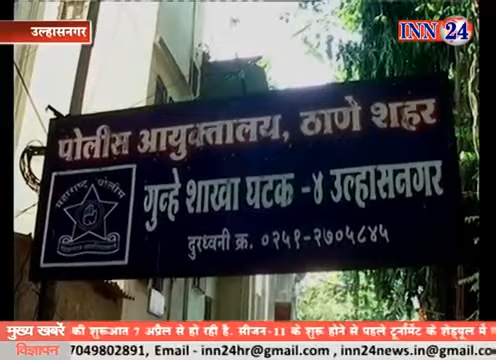 उल्हासनगर
INN 24
पोलीस आयुक्तालय, ठाणे शहर
महाराष्ट्र पोलीस
गुन्हे शाखा घटक -४ उल्हासनगर
दुरध्वनी क्र. ०२५१-२७०५८४५
मुख्य खबरें की शुरूआत 7 अप्रैल से हो रही है. सीजन-11 के शुरू होने से पहले टूर्नामेंट के शेड्यूल में
विज्ञापन 7049802891, Email - inn24hr@gmail.com , inn24news.in@gmail.co